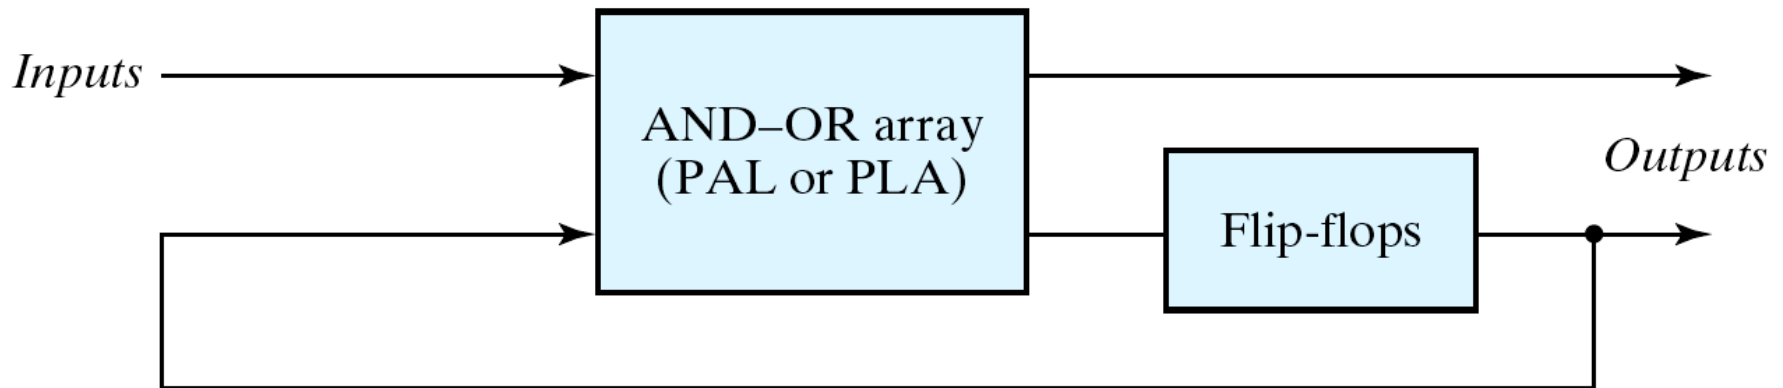 Inputs
AND–OR array
(PAL or PLA)
Outputs
Flip-flops